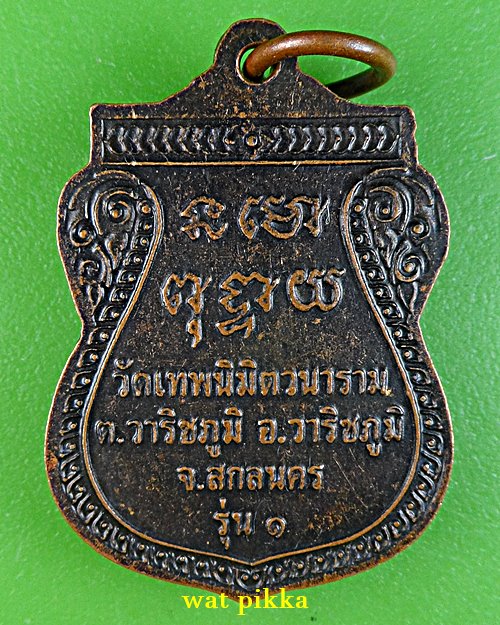 วัดเทพนิมิตวนาราม
ต.วาริชภูมิ อ.วาริชภูมิ
จ.สกลนคร
รุ่น ๑
wat pikka